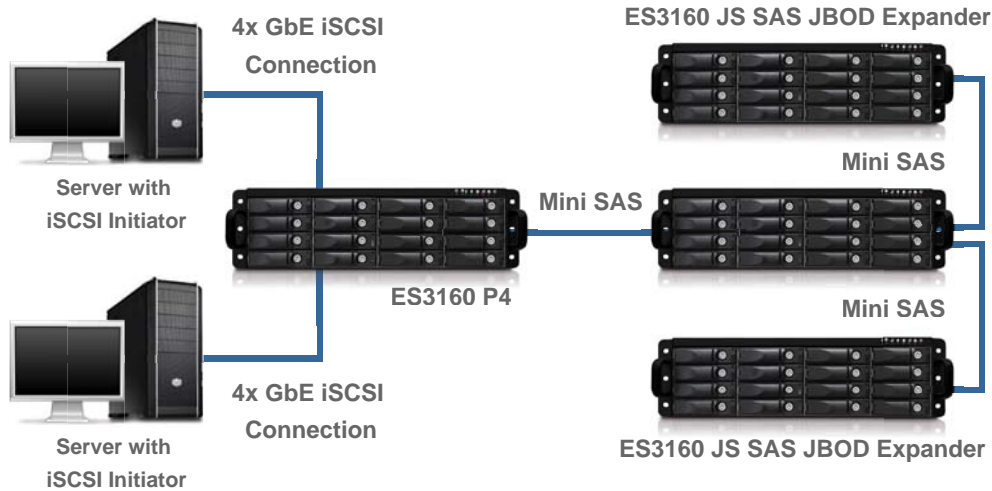 4x GbE iSCSI
Connection
ES3160 JS SAS JBOD Expander
Server with
iSCSI Initiator
Mini SAS
Mini SAS
ES3160 P4
Mini SAS
4x GbE iSCSI
Connection
ES3160 JS SAS JBOD Expander
Server with
iSCSI Initiator